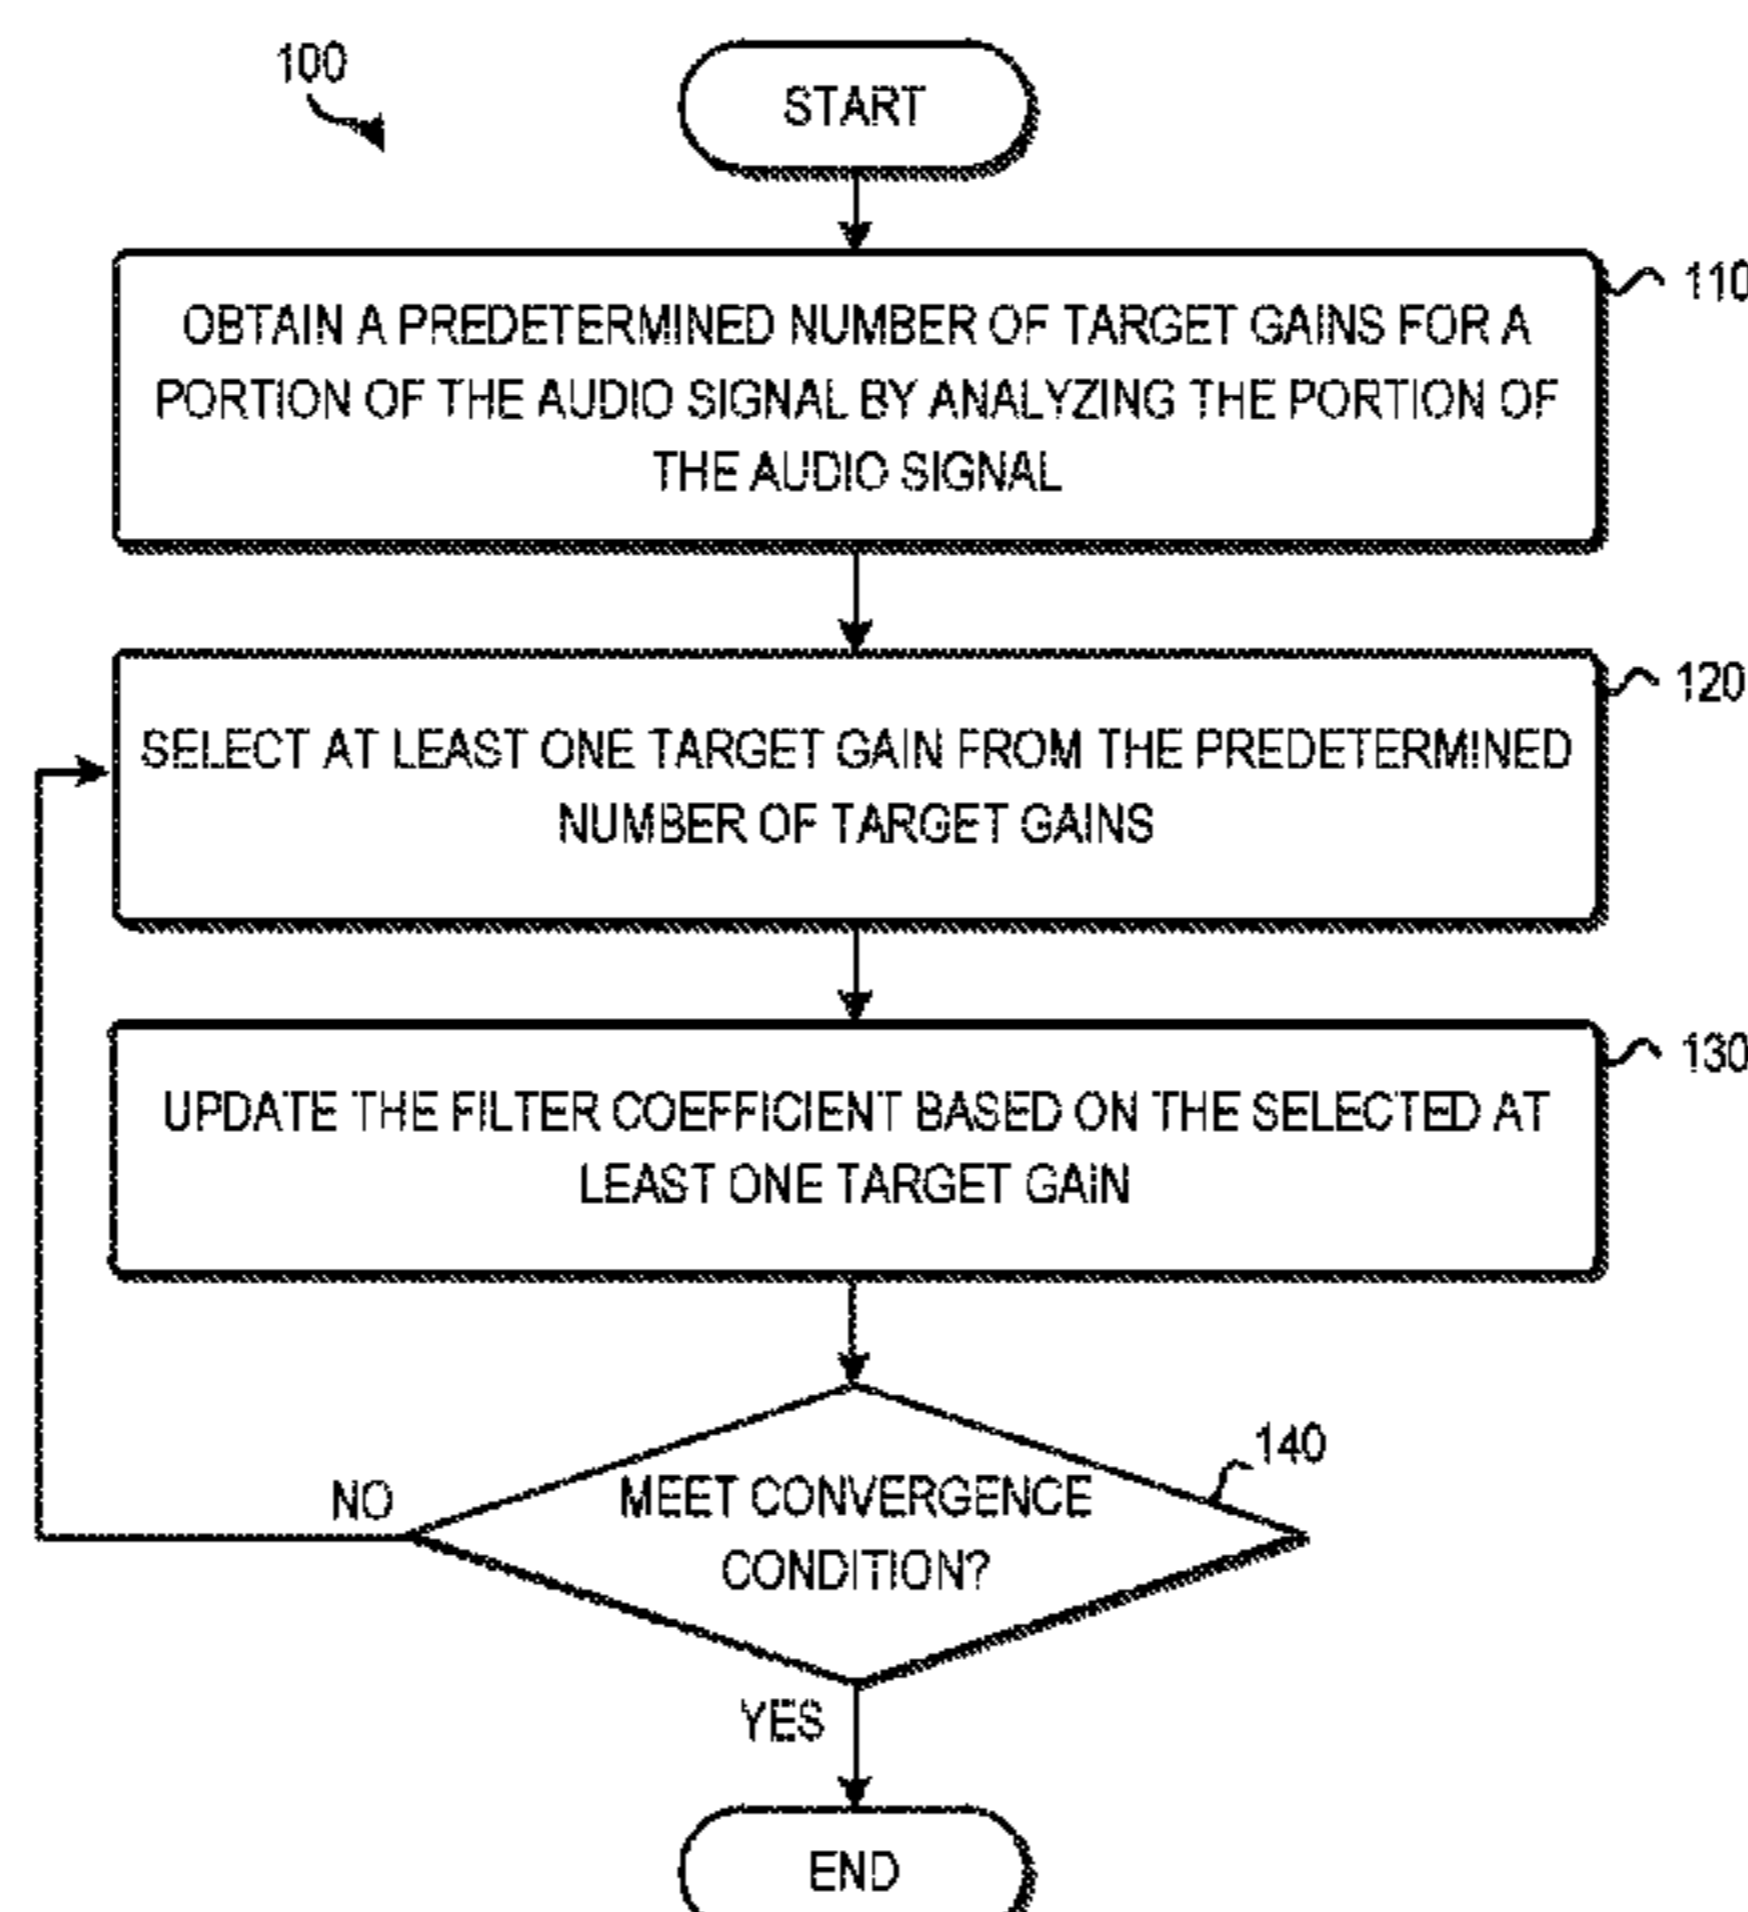 100
START
110
OBTAIN A PREDETERMINED NUMBER OF TARGET GAINS FOR A
PORTION OF THE AUDIO SIGNAL BY ANALYZING THE PORTION OF
THE AUDIO SIGNAL
120
SELECT AT LEAST ONE TARGET GAIN FROM THE PREDETERMINED
NUMBER OF TARGET GAINS
130
UPDATE THE FILTER COEFFICIENT BASED ON THE SELECTED AT
LEAST ONE TARGET GAIN
140
MEET CONVERGENCE
CONDITION?
NO
YES
END